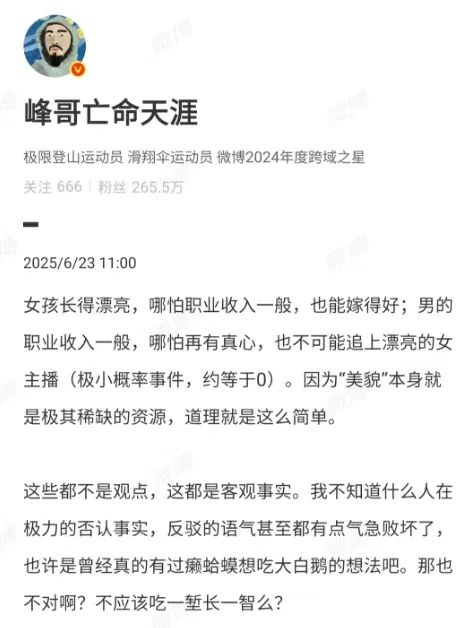 峰哥亡命天涯
极限登山运动员 滑翔伞运动员 微博2024年度跨域之星
关注 666 | 粉丝 265.5万
2025/6/23 11:00
女孩长得漂亮，哪怕职业收入一般，也能嫁得好；男的
职业收入一般，哪怕再有真心，也不可能追上漂亮的女
主播（极小概率事件，约等于0）。因为“美貌”本身就
是极其稀缺的资源，道理就是这么简单。
这些都不是观点，这都是客观事实。我不知道什么人在
极力的否认事实，反驳的语气甚至都有点气急败坏了，
也许是曾经真的有过癞蛤蟆想吃大白鹅的想法吧。那也
不对啊？不应该吃一堑长一智么？